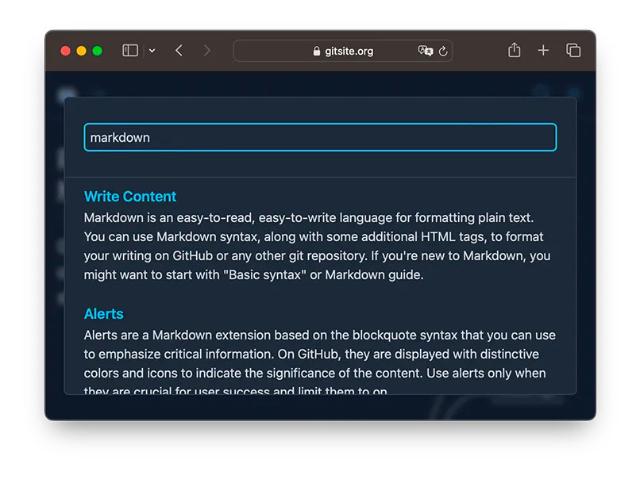 gitsite.org
markdown
Write Content
Markdown is an easy-to-read, easy-to-write language for formatting plain text.
You can use Markdown syntax, along with some additional HTML tags, to format
your writing on GitHub or any other git repository. If you're new to Markdown, you
might want to start with "Basic syntax" or Markdown guide.
Alerts
Alerts are a Markdown extension based on the blockquote syntax that you can use
to emphasize critical information. On GitHub, they are displayed with distinctive
colors and icons to indicate the significance of the content. Use alerts only when
they are crucial for user success and limit them to on